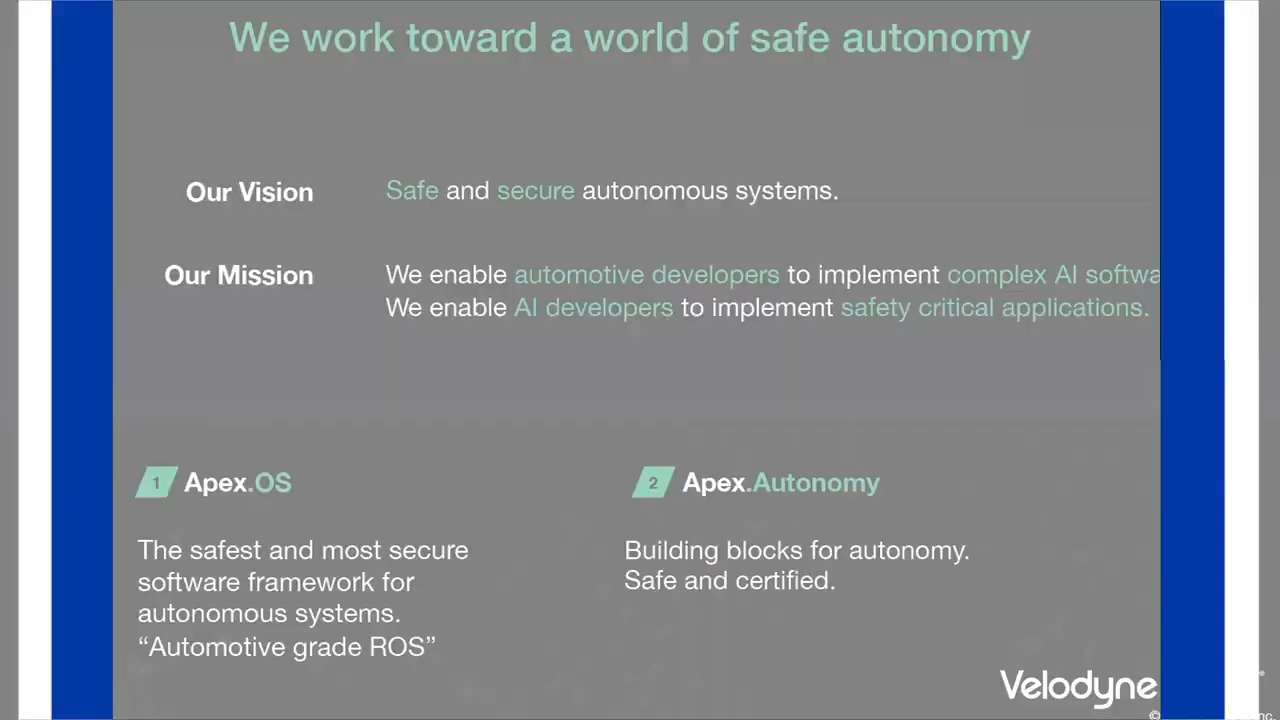 We work toward a world of safe autonomy
Our Vision
Safe and secure autonomous systems.
Our Mission
We enable automotive developers to implement complex AI softwa
We enable AI developers to implement safety critical applications.
1 Apex.OS
The safest and most secure
software framework for
autonomous systems.
“Automotive grade ROS”
2 Apex.Autonomy
Building blocks for autonomy.
Safe and certified.
Velodyne